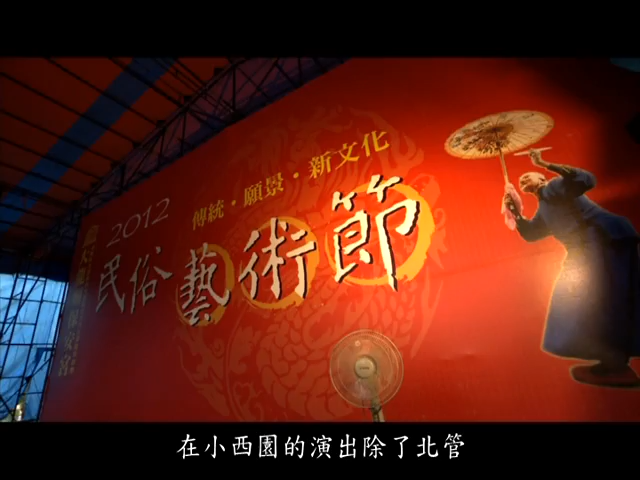 2012
傳統・願景・新文化
民俗藝術節
在小西園的演出除了北管